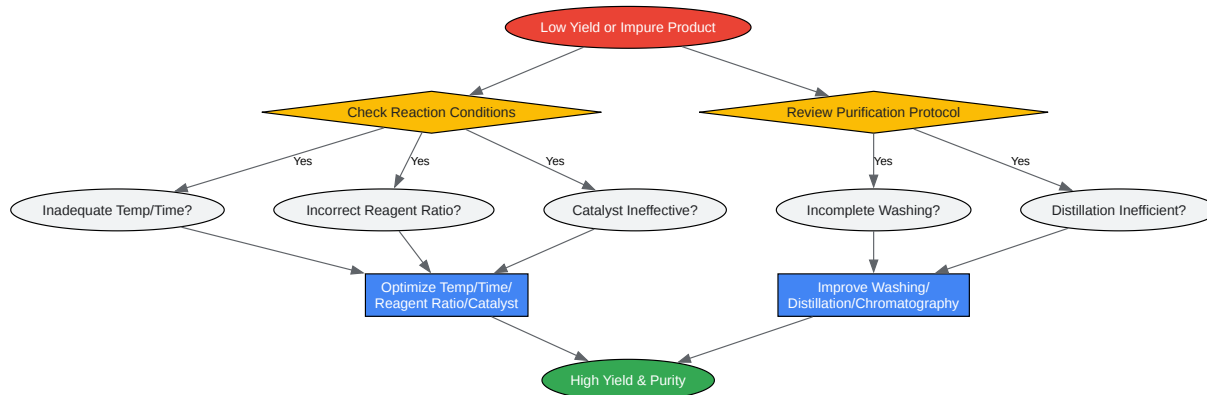 Low Yield or Impure Product
Check Reaction Conditions
Review Purification Protocol
Yes
Yes
Yes
Yes
Yes
Inadequate Temp/Time?
Incorrect Reagent Ratio?
Catalyst Ineffective?
Incomplete Washing?
Distillation Inefficient?
Optimize Temp/Time/
Reagent Ratio/Catalyst
Improve Washing/
Distillation/Chromatography
High Yield & Purity